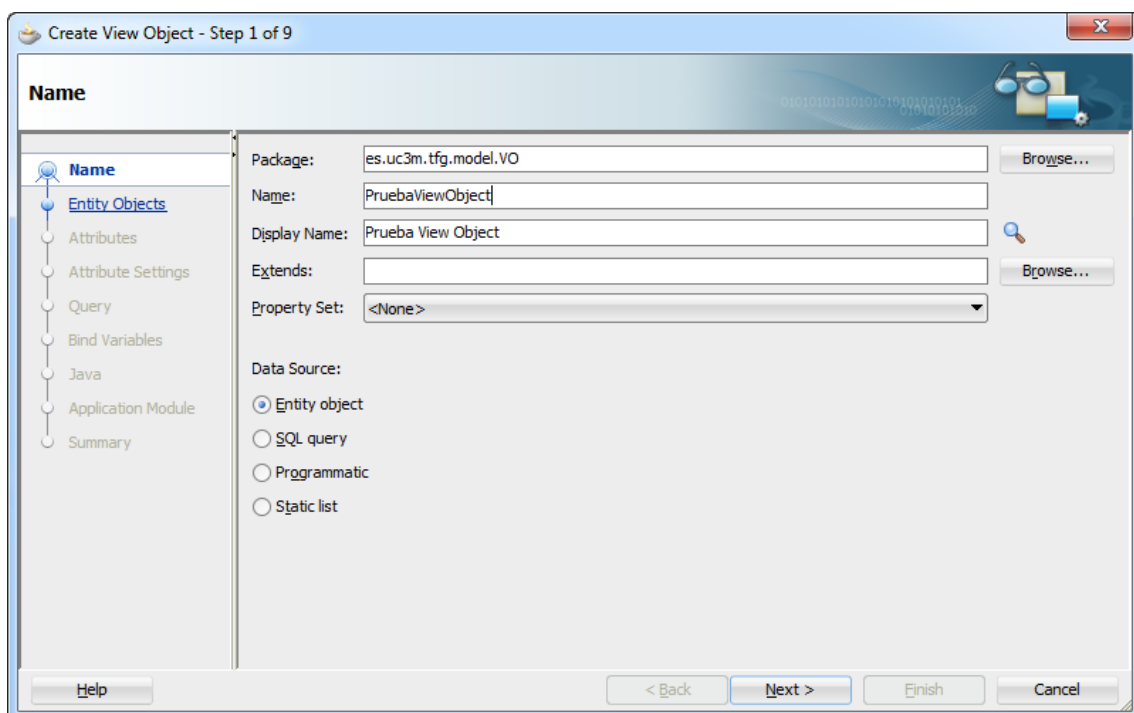 Create View Object - Step 1 of 9
Name
Name
Entity Objects
Attributes
Attribute Settings
Query
Bind Variables
Java
Application Module
Summary
Package: es.uc3m.tfg.model.VO Browse...
Name: PruebaViewObject
Display Name: Prueba View Object
Extends: Browse...
Property Set: <None>
Data Source:
Entity object
SQL query
Programmatic
Static list
Help < Back Next > Finish Cancel